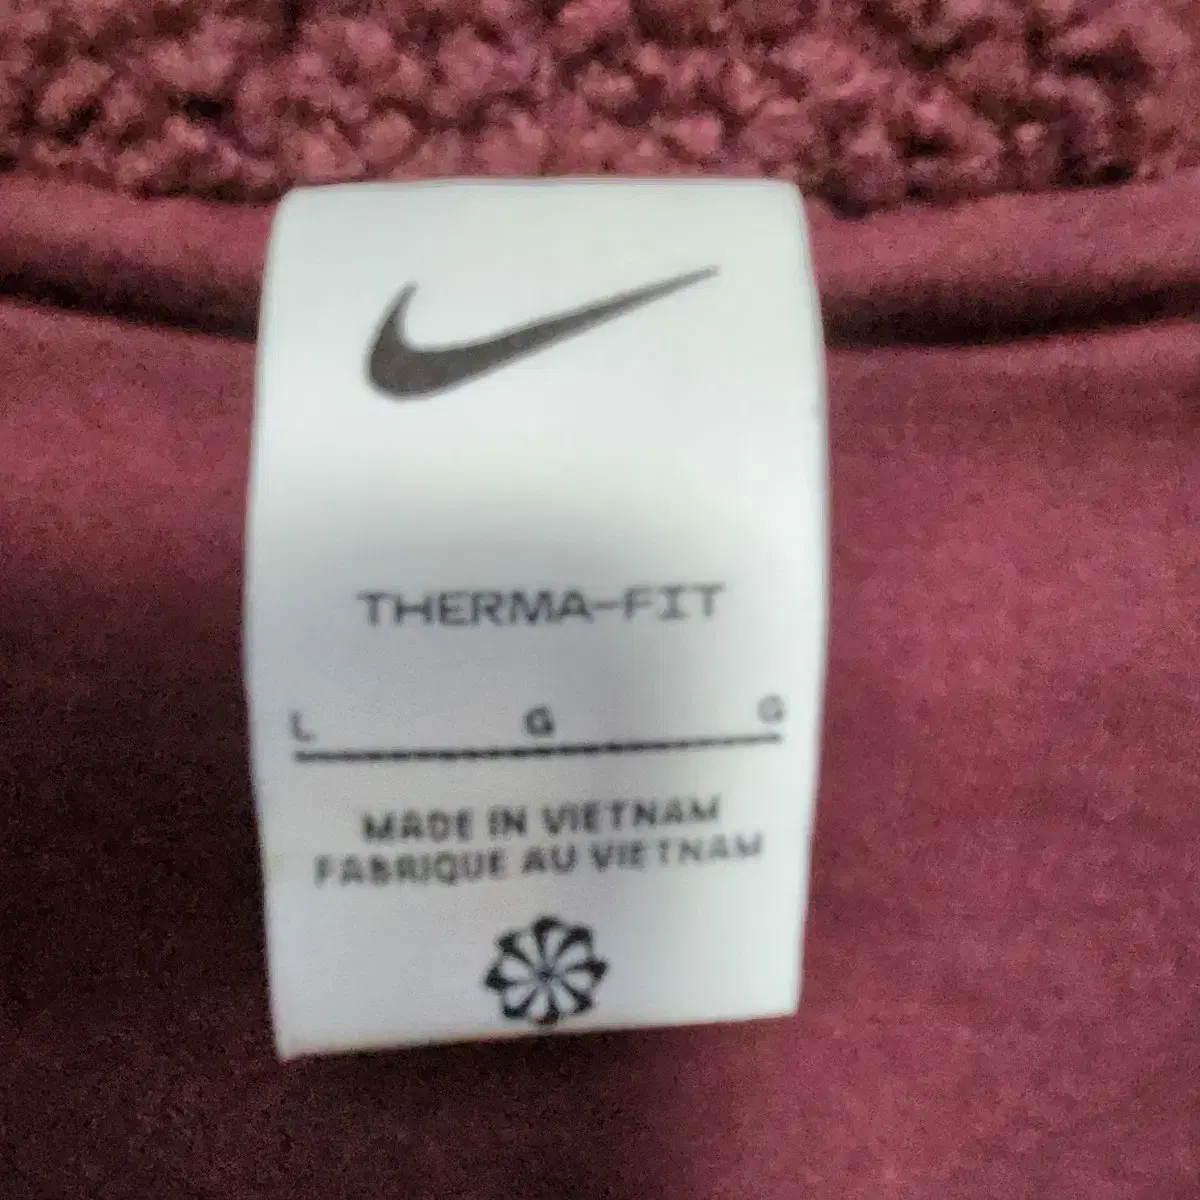 THERMA-FIT
L G G
MADE IN VIETNAM
FABRIQUE AU VIETNAM